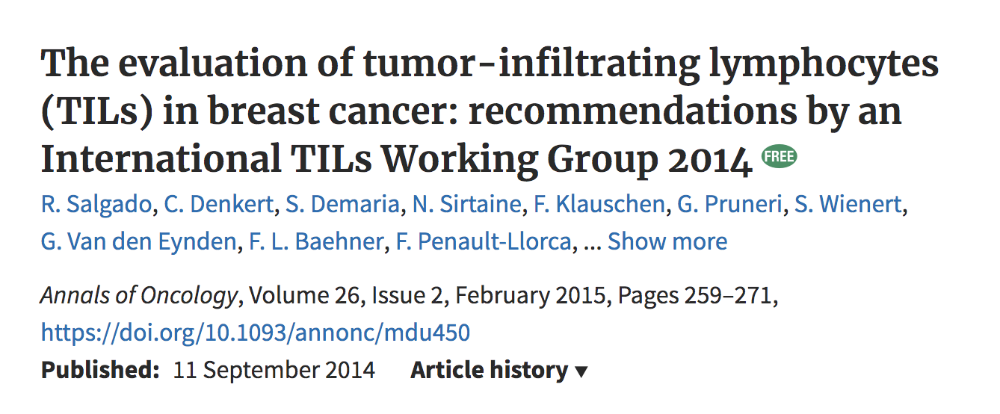 The evaluation of tumor-infiltrating lymphocytes
(TILs) in breast cancer: recommendations by an
International TILs Working Group 2014 FREE
R. Salgado, C. Denkert, S. Demaria, N. Sirtaine, F. Klauschen, G. Pruneri, S. Wienert,
G. Van den Eynden, F. L. Baehner, F. Penault-Llorca, ... Show more
Annals of Oncology, Volume 26, Issue 2, February 2015, Pages 259–271,
https://doi.org/10.1093/annonc/mdu450
Published: 11 September 2014 Article history ▼